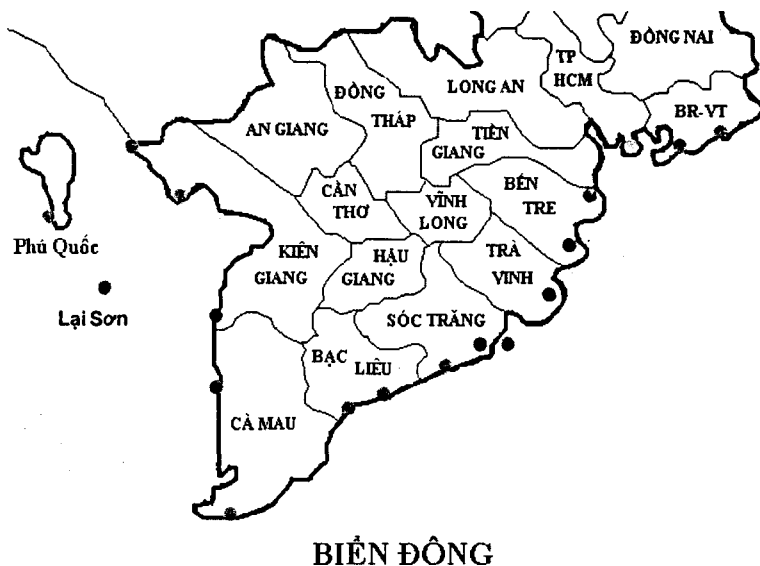 ĐỒNG NAI
TP
HCM
LONG AN
ĐỒNG
THÁP
BR-VT
AN GIANG
TIỀN
GIANG
BẾN
TRE
CẦN
THƠ
VĨNH
LONG
Phú Quốc
KIÊN
GIANG
HẬU
GIANG
TRÀ
VINH
Lại Sơn
SÓC TRĂNG
BẠC
LIÊU
CÀ MAU
BIỂN ĐÔNG